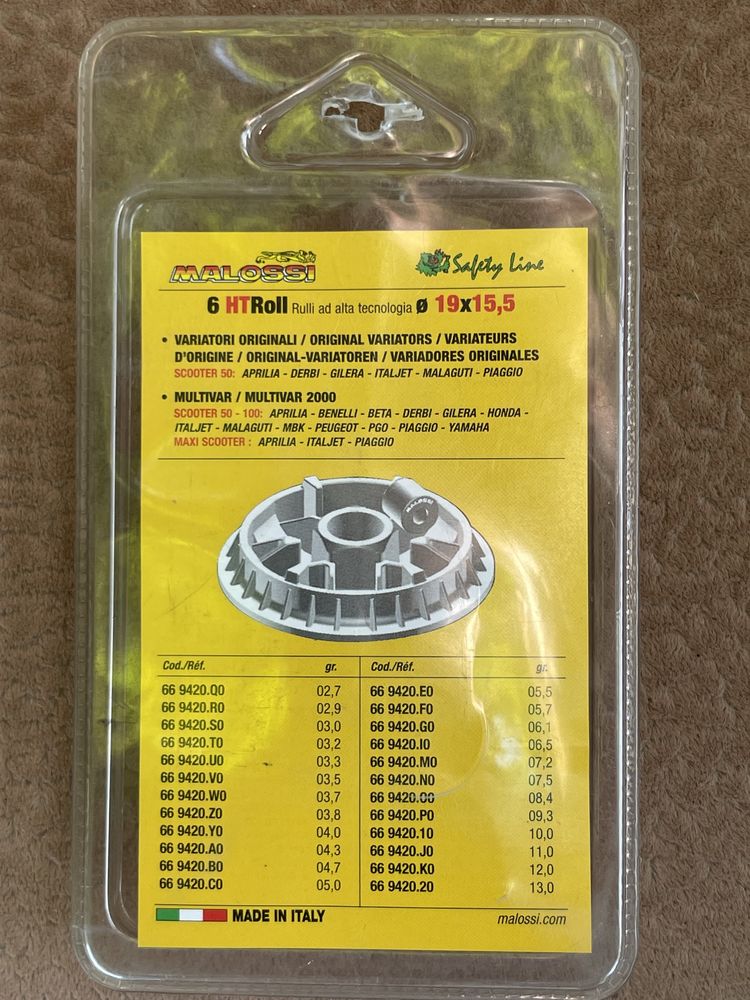 MALOSSI
Safety Line
6 HTRoll Rulli ad alta tecnologia ø 19x15,5
• VARIATORI ORIGINALI / ORIGINAL VARIATORS / VARIATEURS
D'ORIGINE / ORIGINAL-VARIATOREN / VARIADORES ORIGINALES
SCOOTER 50: APRILIA - DERBI - GILERA - ITALJET - MALAGUTI - PIAGGIO
• MULTIVAR / MULTIVAR 2000
SCOOTER 50 - 100: APRILIA - BENELLI - BETA - DERBI - GILERA - HONDA -
ITALJET - MALAGUTI - MBK - PEUGEOT - PGO - PIAGGIO - YAMAHA
MAXI SCOOTER : APRILIA - ITALJET - PIAGGIO
MALOSSI
Cod./Réf. gr.
66 9420.Q0 02,7
66 9420.R0 02,9
66 9420.S0 03,0
66 9420.T0 03,2
66 9420.U0 03,3
66 9420.V0 03,5
66 9420.W0 03,7
66 9420.Z0 03,8
66 9420.Y0 04,0
66 9420.A0 04,3
66 9420.B0 04,7
66 9420.C0 05,0
Cod./Réf. gr.
66 9420.E0 05,5
66 9420.F0 05,7
66 9420.G0 06,1
66 9420.I0 06,5
66 9420.M0 07,2
66 9420.N0 07,5
66 08,4
66 9420.P0 09,3
66 9420.10 10,0
66 9420.J0 11,0
66 9420.K0 12,0
66 9420.20 13,0
MADE IN ITALY
malossi.com